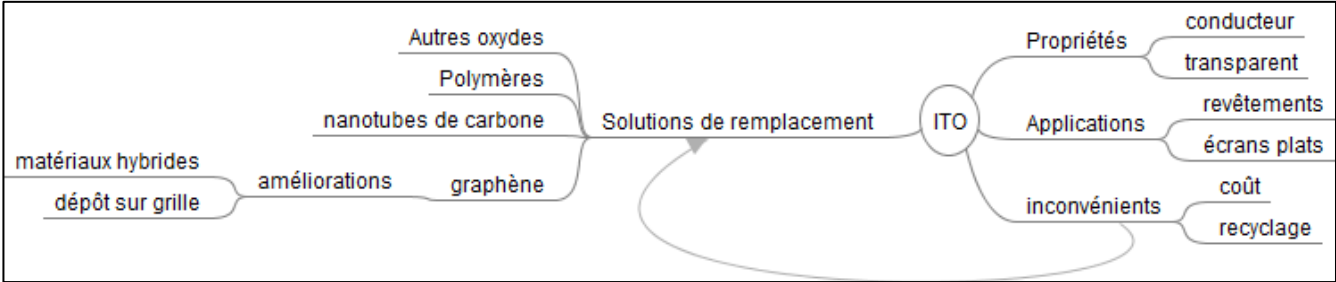 Autres oxydes
Polymères
nanotubes de carbone
matériaux hybrides
dépôt sur grille
améliorations
graphène
Solutions de remplacement
ITO
Propriétés
conducteur
transparent
Applications
revêtements
écrans plats
inconvénients
coût
recyclage